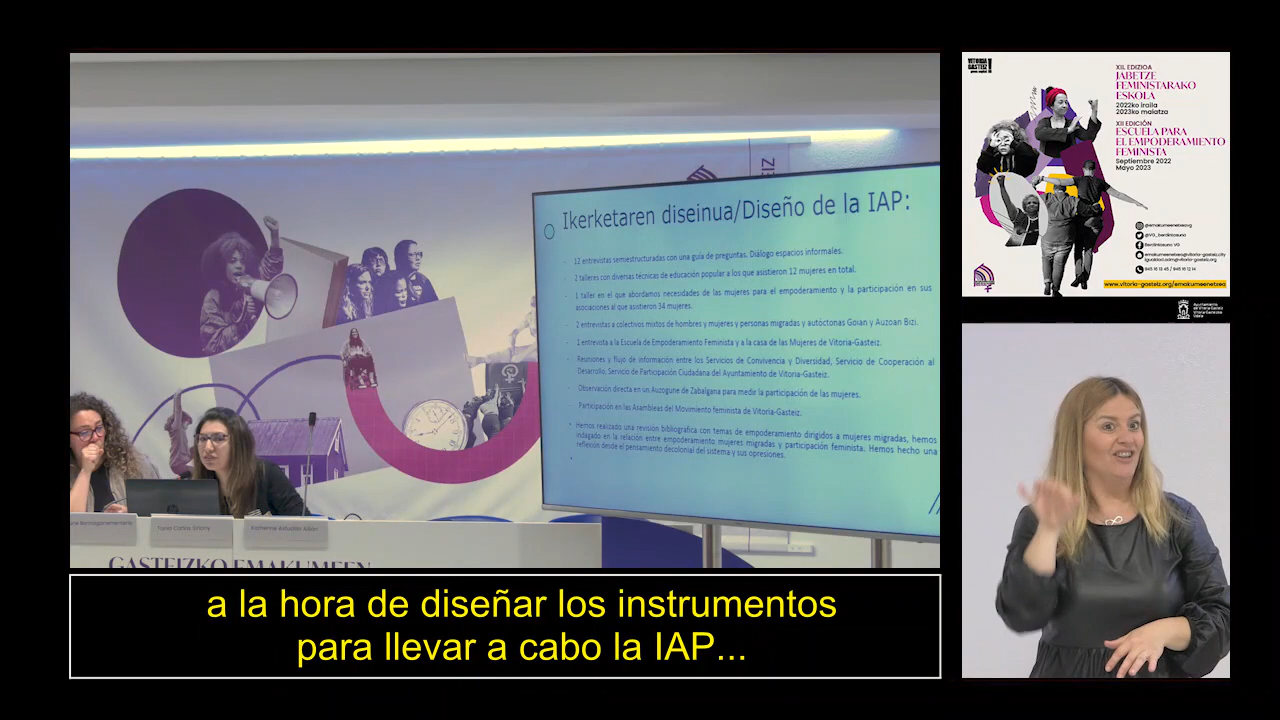 Ikerketaren diseinua/Diseño de la IAP:
12 entrevistas semiestructuradas con una guía de preguntas. Diálogo espacios informales.
2 talleres con diversas técnicas de educación popular a los que asistieron 12 mujeres en total.
1 taller en el que abordamos necesidades de las mujeres para el empoderamiento y la participación en sus
asociaciones al que asistieron 34 mujeres.
2 entrevistas a colectivos mixtos de hombres y mujeres y personas migradas y autóctonas Goian y Auzoan Bizi.
1 entrevista a la Escuela de Empoderamiento Feminista y a la casa de las Mujeres de Vitoria-Gasteiz.
Reuniones y flujo de información entre los Servicios de Convivencia y Diversidad, Servicio de Cooperación al
Desarrollo, Servicio de Participación Ciudadana del Ayuntamiento de Vitoria-Gasteiz.
Observación directa en un Auzogune de Zabalgana para mede la participación de las mujeres.
Participación en las Asambleas del Movimiento feminista de Vitoria-Gasteiz.
Hemos realizado una revisión bibliográfica con temas de empoderamiento dirigidos a mujeres migradas, hemos
indagado en la relación entre empoderamiento mujeres migradas y participación feminista. Hemos hecho una
reflexión desde el pensamiento decolonial del sistema y sus opresiones.
GASTEIZKO EMAKUMEEN
a la hora de diseñar los instrumentos
para llevar a cabo la IAP...
VITORIA
GASTEIZ
XII. EDIZIOA
JABETZE
FEMINISTARAKO
ESKOLA
2022ko iraila
2023ko maiatza
XII EDICIÓN
ESCUELA PARA
EL EMPODERAMIENTO
FEMINISTA
Septiembre 2022
Mayo 2023
@emakumeenetxeavg
@VG_berdintasuna
Berdintasuna VG
emakumeenetxea@vitoria-gasteiz.city
igualdad.adm@vitoria-gasteiz.org
945 16 13 45 / 945 16 12 14
www.vitoria-gasteiz.org/emakumeenetxea
Ayuntamiento
de Vitoria-Gasteiz
Vitoria-Gasteizko
Udala